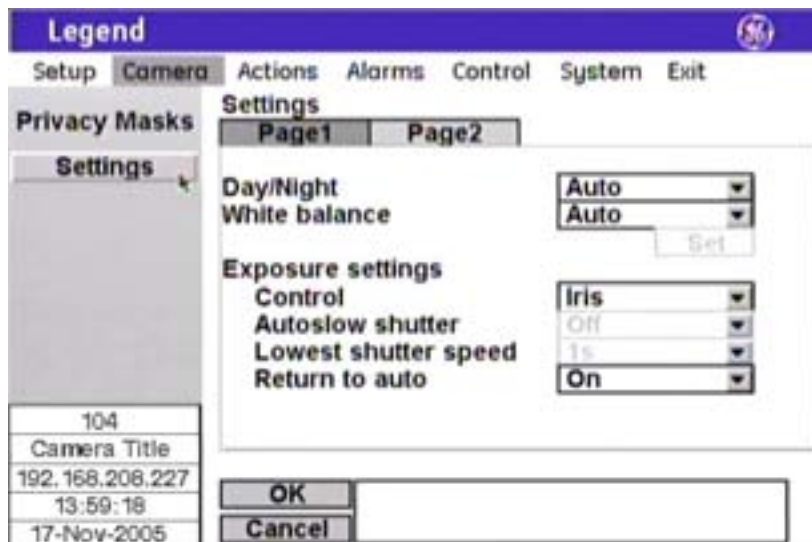 Legend
GE
Setup Camera Actions Alarms Control System Exit
Privacy Masks
Settings
Settings
Page1 Page2
Day/Night Auto
White balance Auto
Set
Exposure settings
Control Iris
Autoslow shutter Off
Lowest shutter speed 1s
Return to auto On
104
Camera Title
192.168.208.227
13:59:18
17-Nov-2005
OK
Cancel